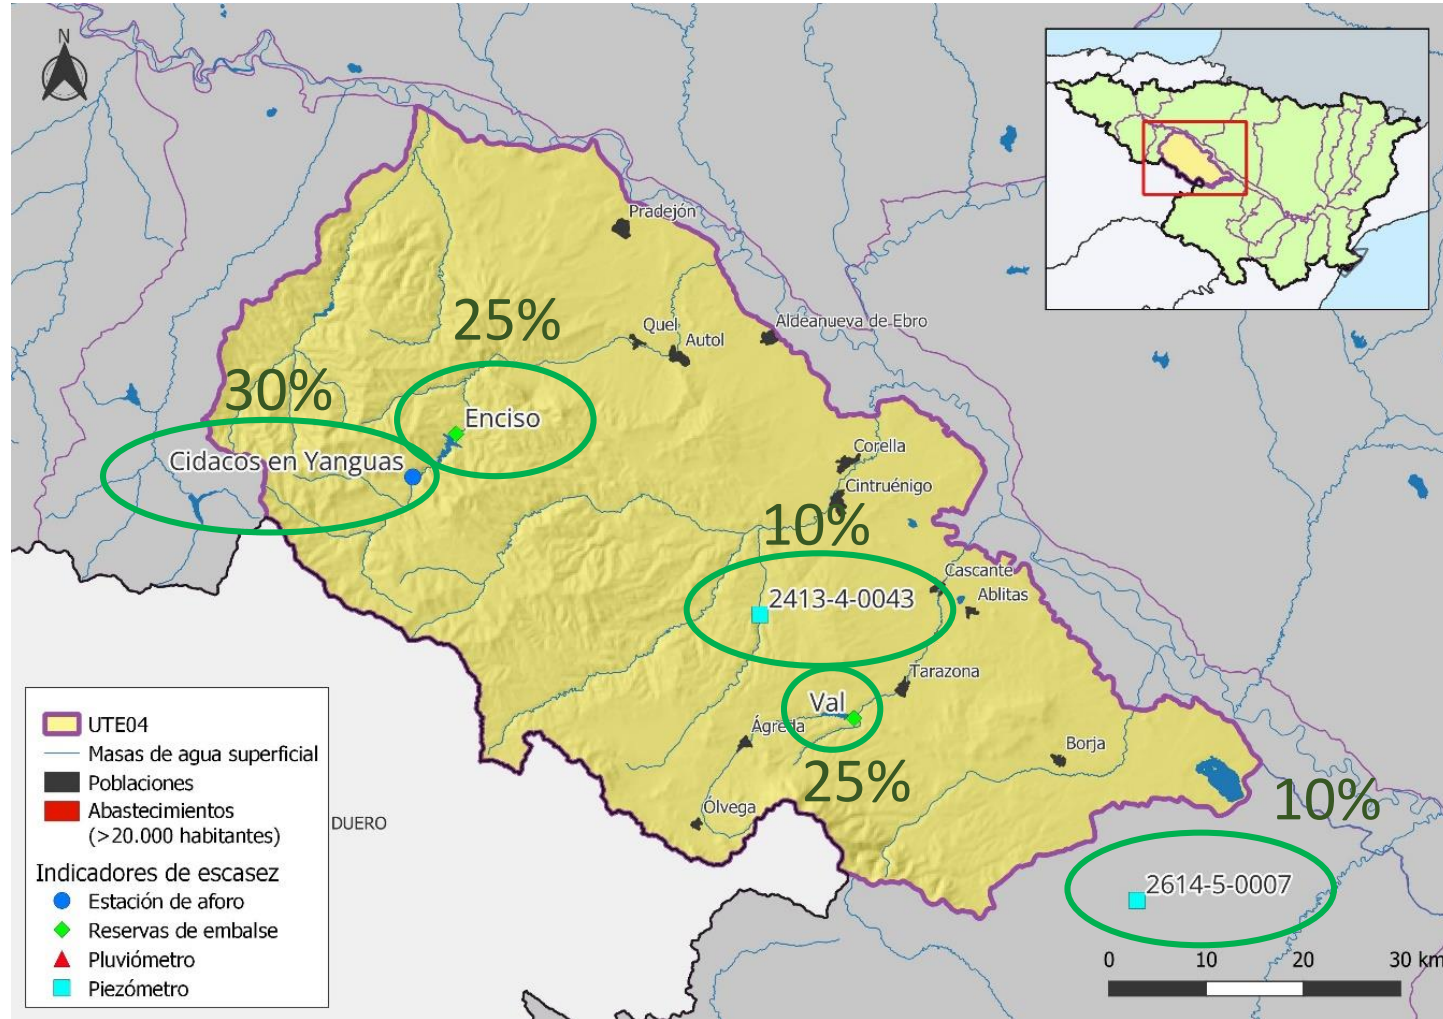 N
Pradejón
25%
Quel
Autol
Aldeanueva de Ebro
30%
Enciso
Cidacos en Yanguas
Corella
Cintruénigo
10%
2413-4-0043
Cascante
Ablitas
Tarazona
Val
Ágreda
25%
Borja
Ólvega
10%
2614-5-0007
DUERO
UTE04
Masas de agua superficial
Poblaciones
Abastecimientos
(>20.000 habitantes)
Indicadores de escasez
Estación de aforo
Reservas de embalse
Pluviómetro
Piezómetro
0 10 20 30 km